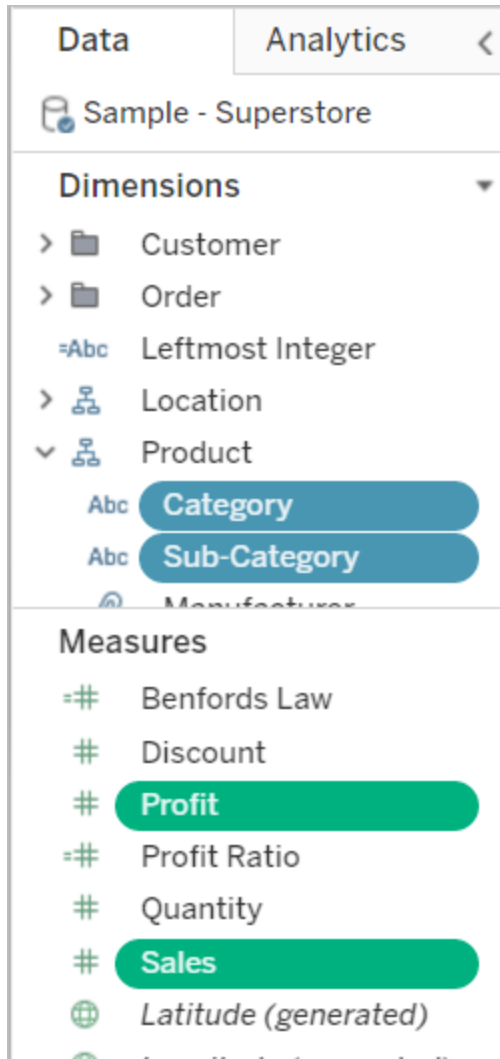 Data Analytics
Sample - Superstore
Dimensions
Customer
Order
=Abc Leftmost Integer
Location
Product
Abc Category
Abc Sub-Category
Manufacturer
Measures
=# Benfords Law
# Discount
# Profit
=# Profit Ratio
# Quantity
# Sales
Latitude (generated)